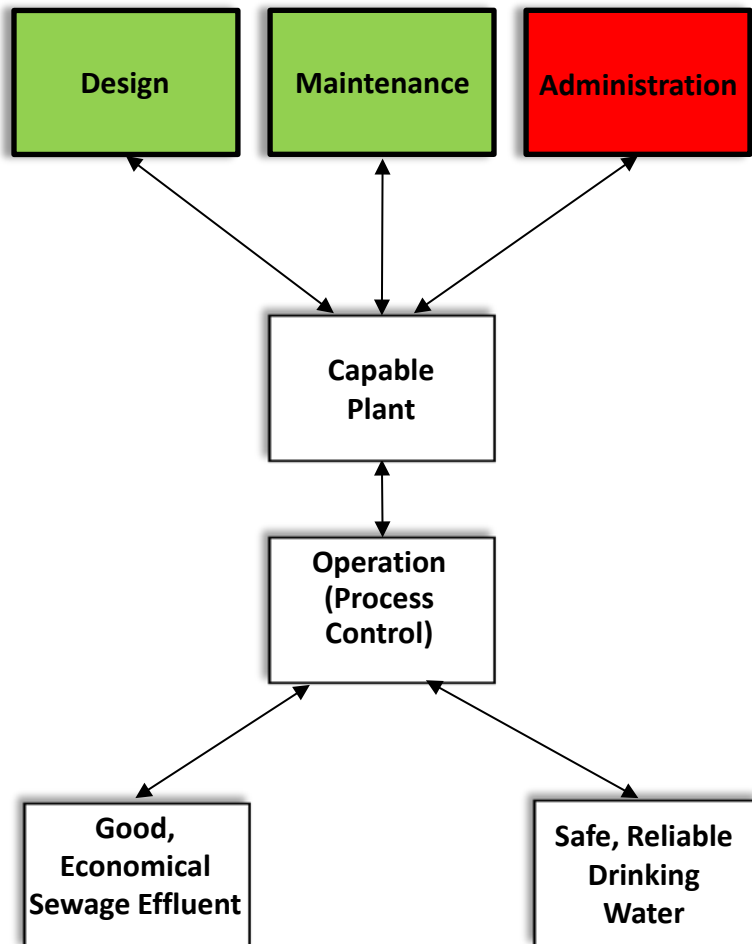 Design
Maintenance
Administration
Capable
Plant
Operation
(Process
Control)
Good,
Economical
Sewage Effluent
Safe, Reliable
Drinking
Water